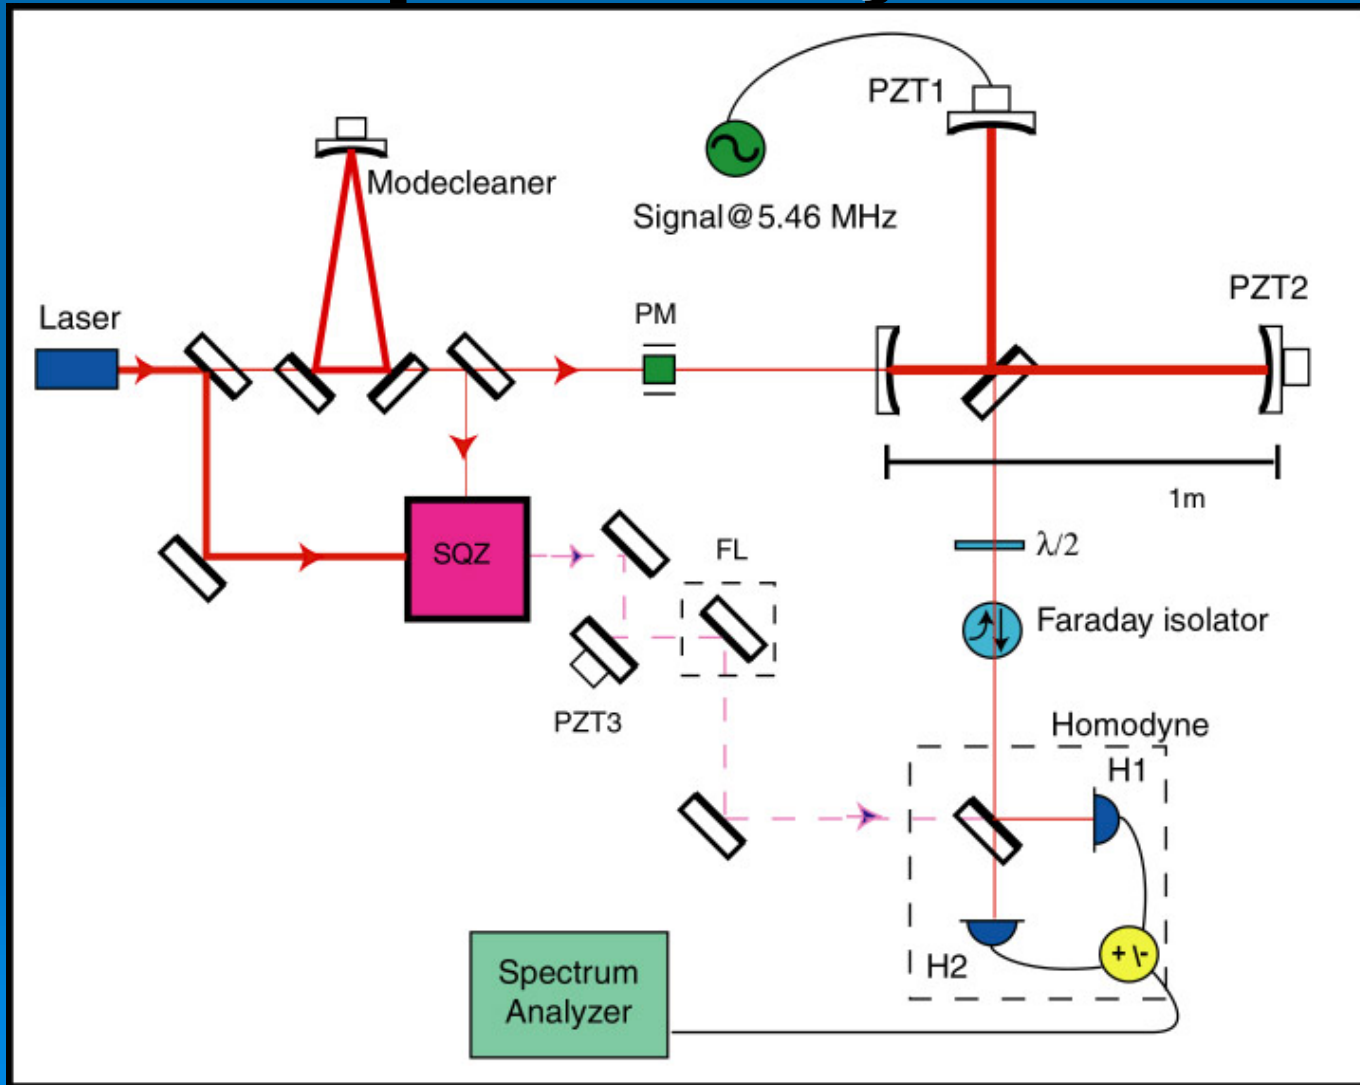 PZT1
Modecleaner
Signal@5.46 MHz
PZT2
Laser
PM
1m
SQZ
FL
λ/2
Faraday isolator
PZT3
Homodyne
H1
H2
+\-
Spectrum
Analyzer